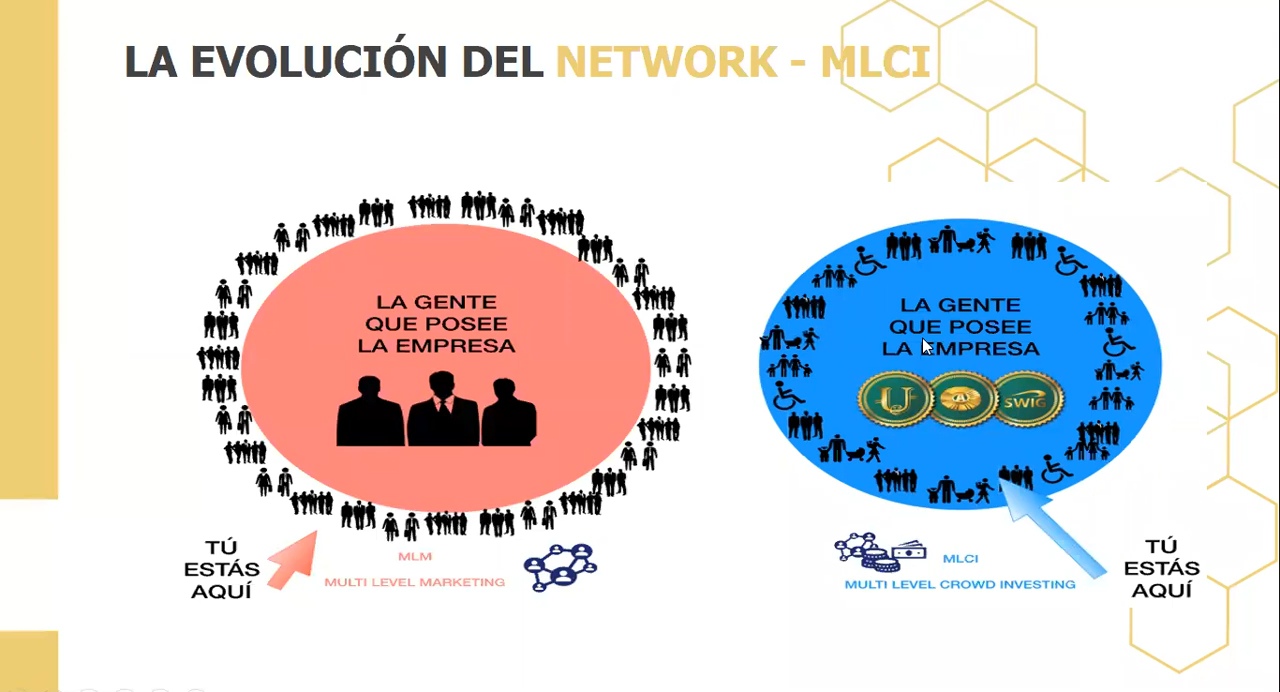 LA EVOLUCIÓN DEL NETWORK - MLCI
LA GENTE
QUE POSEE
LA EMPRESA
TÚ
ESTÁS
AQUÍ
MLM
MULTI LEVEL MARKETING
LA GENTE
QUE POSEE
LA EMPRESA
U
SWIG
MLCI
MULTI LEVEL CROWD INVESTING
TÚ
ESTÁS
AQUÍ